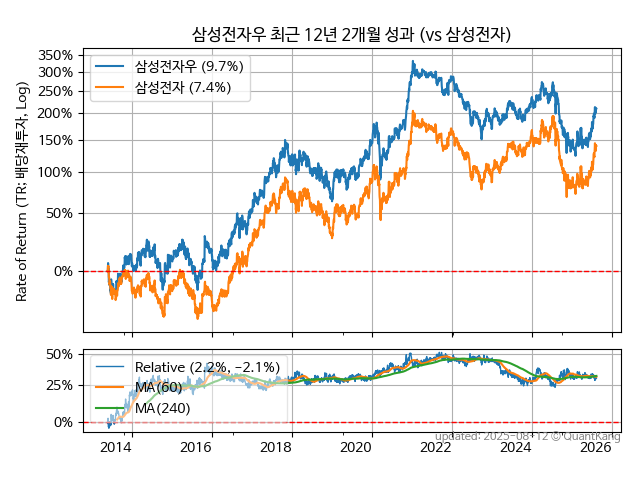 삼성전자우 최근 12년 2개월 성과 (vs 삼성전자)
Rate of Return (TR; 배당재투자, Log)
350%
300%
250%
200%
150%
100%
50%
0%
삼성전자우 (9.7%)
삼성전자 (7.4%)
50%
25%
0%
Relative (2.2%, -2.1%)
MA(60)
MA(240)
2014 2016 2018 2020 2022 2024 2026
updated: 2025-08-12 © QuantKang